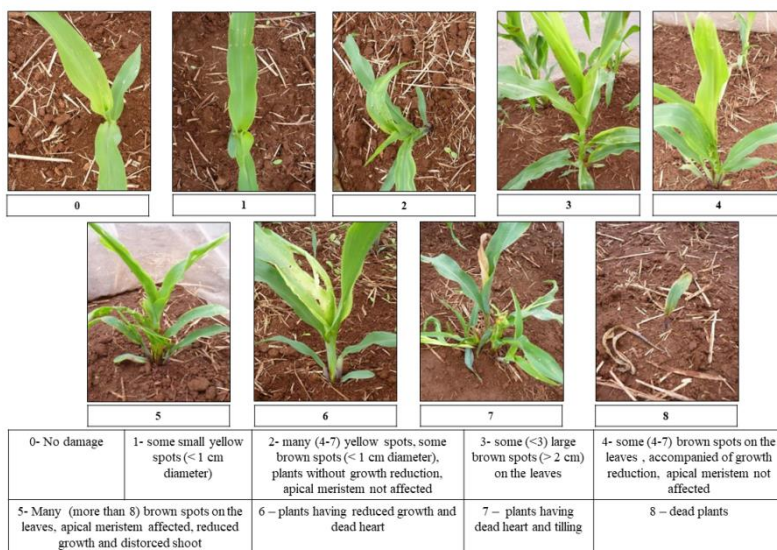 0
1
2
3
4
5
6
7
8
0- No damage
1- some small yellow
spots (< 1 cm
diameter)
2- many (4-7) yellow spots, some
brown spots (< 1 cm diameter),
plants without growth reduction,
apical meristem not affected
3- some (<3) large
brown spots (> 2 cm)
on the leaves
4- some (4-7) brown spots on the
leaves , accompanied of growth
reduction, apical meristem not
affected
5- Many (more than 8) brown spots on the
leaves, apical meristem affected, reduced
growth and distorced shoot
6 – plants having reduced growth and
dead heart
7 – plants having
dead heart and tilling
8 – dead plants